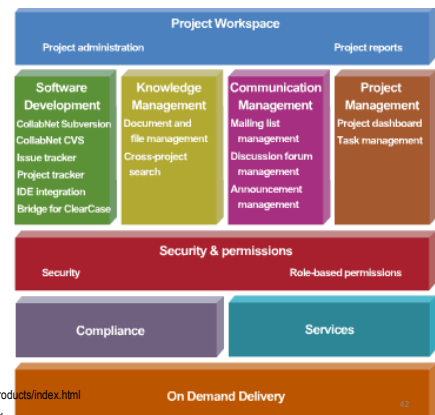 Project Workspace
Project administration
Project reports
Software
Development
CollabNet Subversion
CollabNet CVS
Issue tracker
Project tracker
IDE integration
Bridge for ClearCase
Knowledge
Management
Document and
file management
Cross-project
search
Communication
Management
Mailing list
management
Discussion forum
management
Announcement
management
Project
Management
Project dashboard
Task management
Security & permissions
Security
Role-based permissions
Compliance
Services
On Demand Delivery
roducts/index.html
42